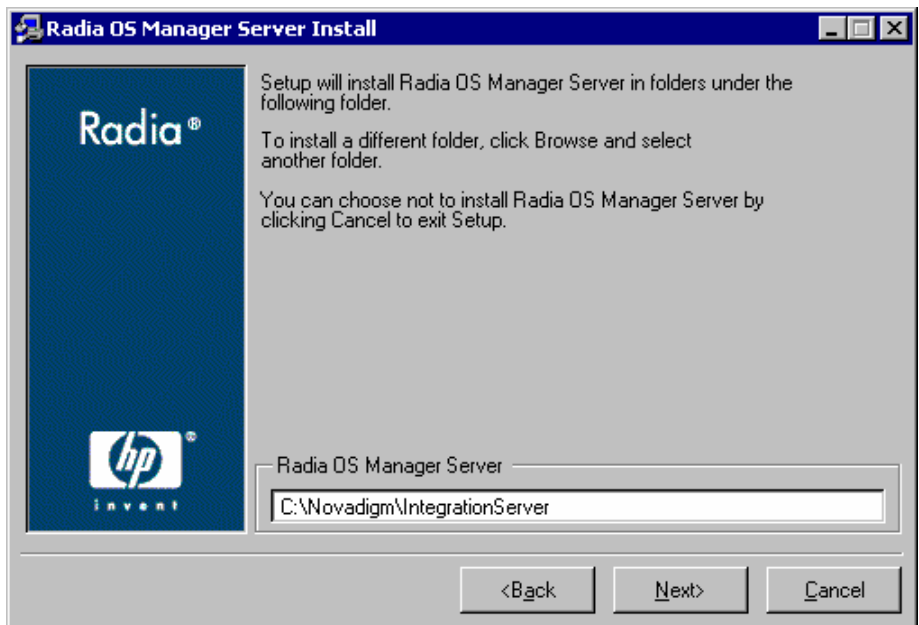 Radia OS Manager Server Install
Radia®
Setup will install Radia OS Manager Server in folders under the
following folder.
To install a different folder, click Browse and select
another folder.
You can choose not to install Radia OS Manager Server by
clicking Cancel to exit Setup.
hp®
invent
Radia OS Manager Server
C:\Novadigm\IntegrationServer
<Back
Next>
Cancel